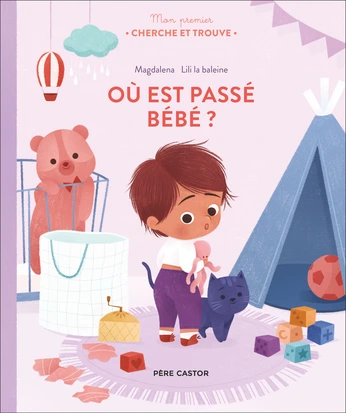 Mon premier
• CHERCHE ET TROUVE •
Magdalena Lili la baleine
OÙ EST PASSÉ
BÉBÉ ?
PÈRE CASTOR